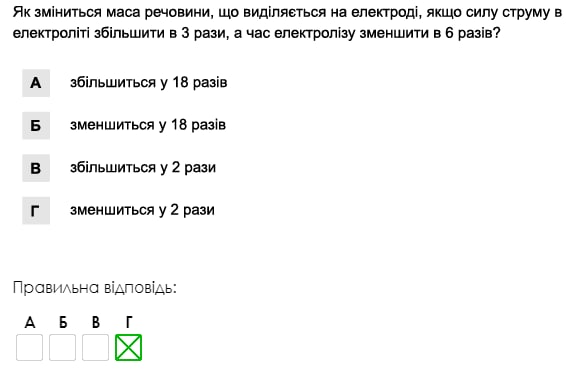 Як зміниться маса речовини, що виділяється на електроді, якщо силу струму в
електроліті збільшити в 3 рази, а час електролізу зменшити в 6 разів?
А збільшиться у 18 разів
Б зменшиться у 18 разів
В збільшиться у 2 рази
Г зменшиться у 2 рази
Правильна відповідь:
А Б В Г